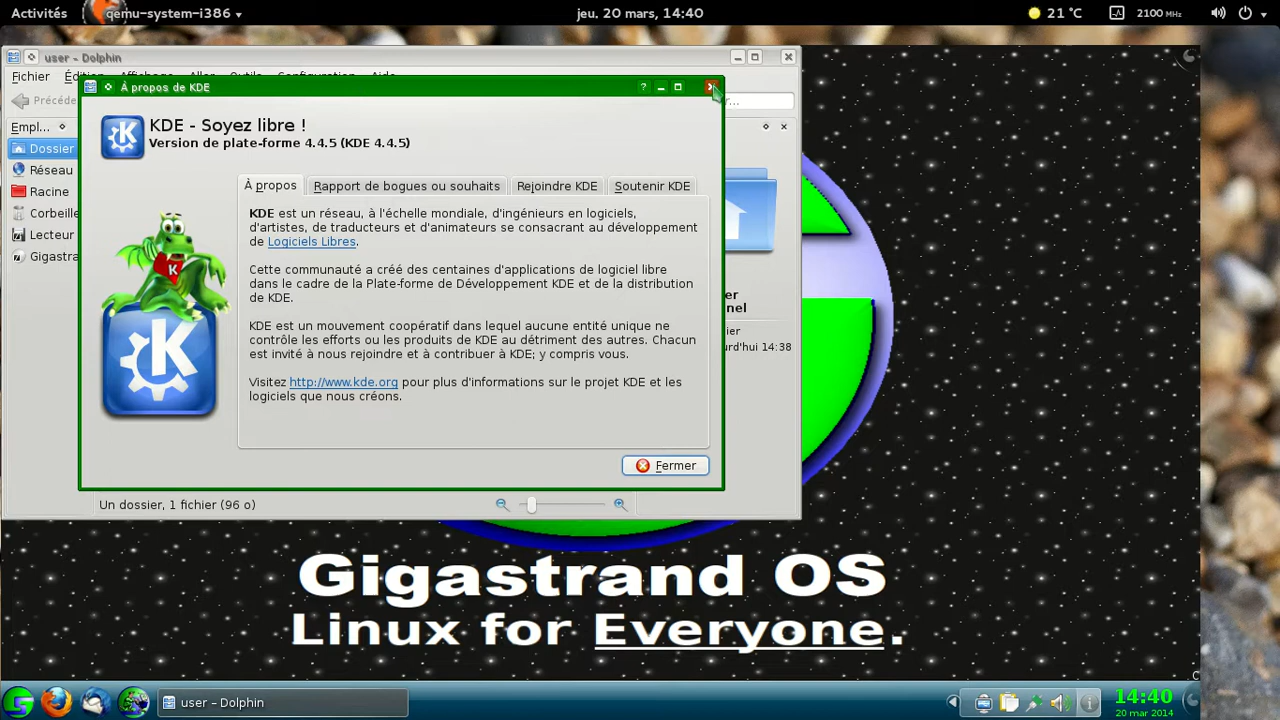 Activités
qemu-system-i386
jeu. 20 mars, 14:40
21 °C
2100 MHz
user - Dolphin
Fichier
À propos de KDE
?
KDE - Soyez libre !
Version de plate-forme 4.4.5 (KDE 4.4.5)
Empl...
Dossier
Réseau
Racine
Corbeille
Lecteur
Gigastra
À propos
Rapport de bogues ou souhaits
Rejoindre KDE
Soutenir KDE
KDE est un réseau, à l'échelle mondiale, d'ingénieurs en logiciels,
d'artistes, de traducteurs et d'animateurs se consacrant au développement
de Logiciels Libres.
Cette communauté a créé des centaines d'applications de logiciel libre
dans le cadre de la Plate-forme de Développement KDE et de la distribution
de KDE.
KDE est un mouvement coopératif dans lequel aucune entité unique ne
contrôle les efforts ou les produits de KDE au détriment des autres. Chacun
est invité à nous rejoindre et à contribuer à KDE; y compris vous.
Visitez http://www.kde.org pour plus d'informations sur le projet KDE et les
logiciels que nous créons.
Fermer
er
nel
ier
urd'hui 14:38
Un dossier, 1 fichier (96 o)
Gigastrand OS
Linux for Everyone.
user - Dolphin
14:40
20 mar 2014